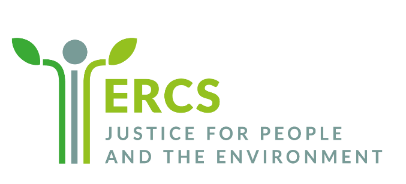 ERCS
JUSTICE FOR PEOPLE
AND THE ENVIRONMENT